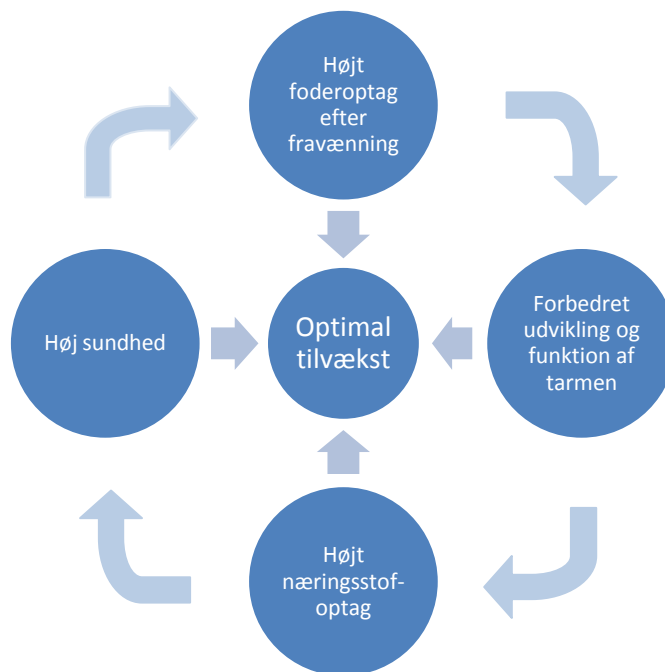 Højt
foderoptag
efter
fravænning
Høj sundhed
Optimal
tilvækst
Forbedret
udvikling og
funktion af
tarmen
Højt
næringsstof-
optag